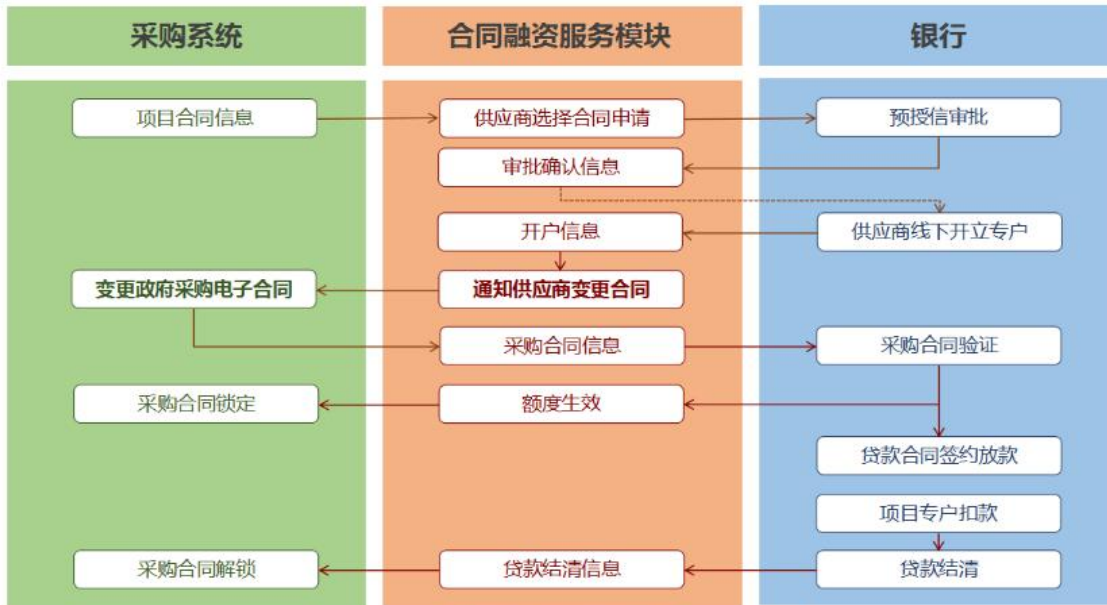 采购系统
合同融资服务模块
银行
项目合同信息
供应商选择合同申请
预授信审批
审批确认信息
开户信息
供应商线下开立专户
变更政府采购电子合同
通知供应商变更合同
采购合同信息
采购合同验证
采购合同锁定
额度生效
贷款合同签约放款
项目专户扣款
采购合同解锁
贷款结清信息
贷款结清